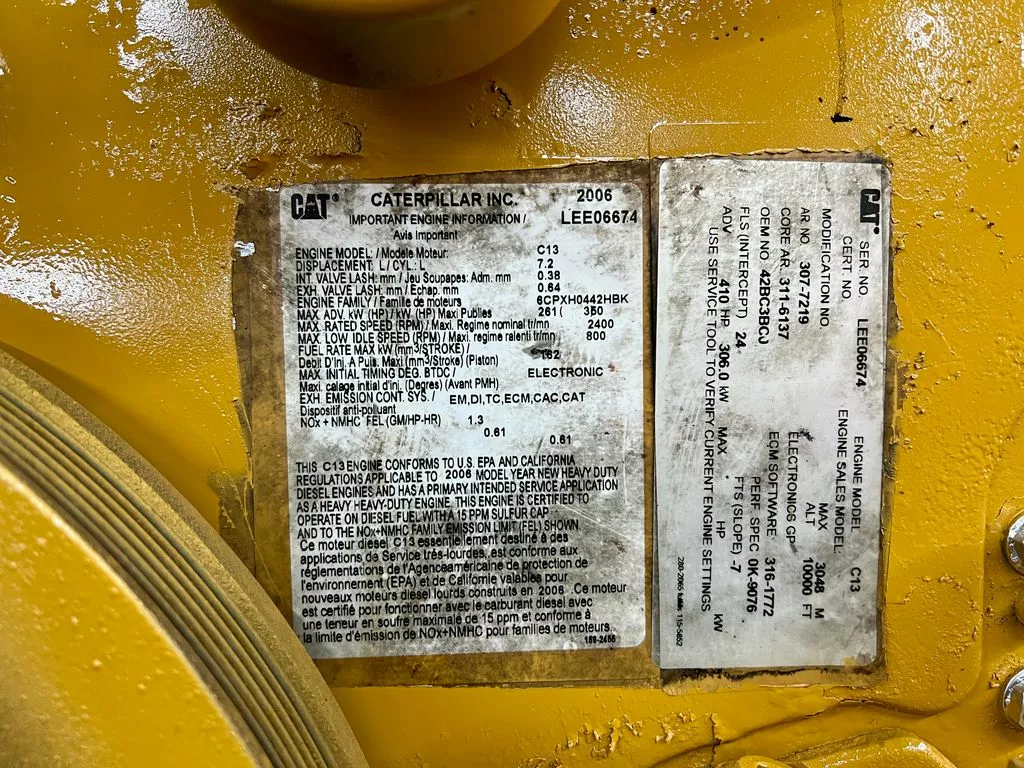 CAT® CATERPILLAR INC. 2006
IMPORTANT ENGINE INFORMATION / LEE06674
Avis Important
ENGINE MODEL: / Modèle Moteur: C13
DISPLACEMENT: L / CYL.: L 7.2
INT. VALVE LASH: mm / Jeu Soupapes: Adm. mm 0.38
EXH. VALVE LASH: mm / Echap. mm 0.64
ENGINE FAMILY / Famille de moteurs 6CPXH0442HBK
MAX. ADV. kW (HP) / kW. (HP) Maxi Publies 261 ( 350
MAX. RATED SPEED (RPM) / Maxi. Regime nominal tr/mn 2400
MAX. LOW IDLE SPEED (RPM) / Maxi. regime ralenti tr/mn 800
FUEL RATE MAX kW (mm³/STROKE) /
Debit D'Inj. A Puis. Maxi (mm³/Stroke) (Piston) 162
MAX. INITIAL TIMING DEG. BTDC / ELECTRONIC
Maxi. calage initial d'inj. (Degres) (Avant PMH)
EXH. EMISSION CONT. SYS. / EM,DI,TC,ECM,CAC,CAT
Dispositif anti-polluant
NOx + NMHC FEL (GM/HP-HR) 1.3
0.61
0.61
THIS C13 ENGINE CONFORMS TO U.S. EPA AND CALIFORNIA
REGULATIONS APPLICABLE TO 2006 MODEL YEAR NEW HEAVY DUTY
DIESEL ENGINES AND HAS A PRIMARY INTENDED SERVICE APPLICATION
AS A HEAVY HEAVY-DUTY ENGINE. THIS ENGINE IS CERTIFIED TO
OPERATE ON DIESEL FUEL WITH A 15 PPM SULFUR CAP
AND TO THE NOx+NMHC FAMILY EMISSION LIMIT (FEL) SHOWN.
Ce moteur diesel C13 essentiellement destiné à des
applications de Service très-lourdes, est conforme aux
réglementations de l'Agenceaméricaine de protection de
l'environnement (EPA) et de Californie valables pour
nouveaux moteurs diesel lourds construits en 2006 . Ce moteur
est certifié pour fonctionner avec le carburant diesel avec
une teneur en soufre maximale de 15 ppm et conforme à
la limite d'émission de NOx+NMHC pour familles de moteurs.
CAT®
SER NO. LEE06674 ENGINE MODEL C13
CERT. NO. ENGINE SALES MODEL:
MODIFICATION NO. MAX 3048 M
AR. NO. 307-7219 ALT 10000 FT
CORE AR. 311-6137 ELECTRONICS GP
OEM NO 42BC3BCJ ECM SOFTWARE 316-1772
FLS (INTERCEPT) 24 PERF. SPEC 0K-9076
ADV 410 HP 306.0 kW MAX FTS (SLOPE) -7
HP kW
USE SERVICE TOOL TO VERIFY CURRENT ENGINE SETTINGS